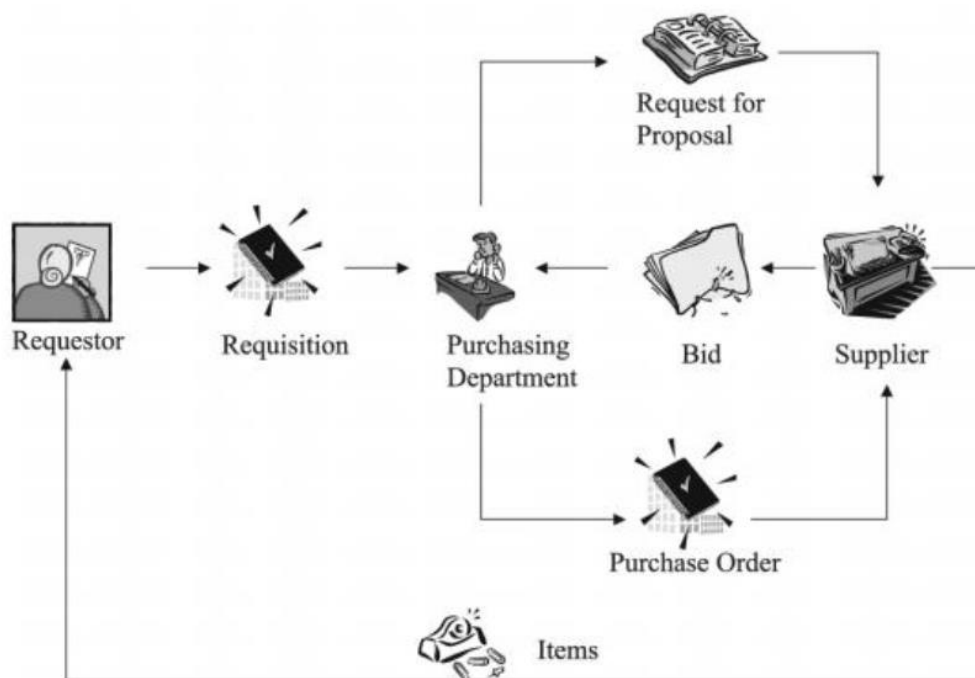 Request for
Proposal
Requestor
Requisition
Purchasing
Department
Bid
Supplier
Purchase Order
Items